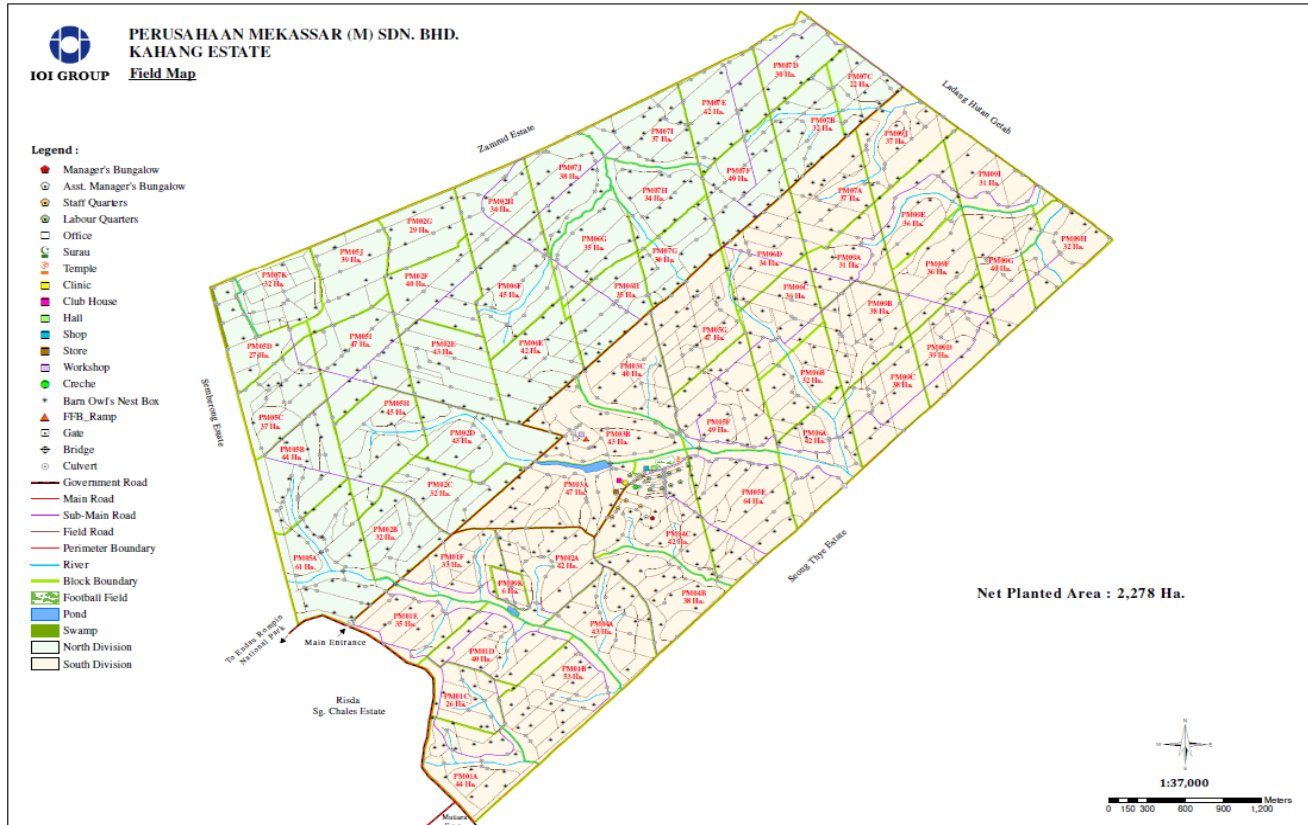 IOI GROUP
PERUSAHAAN MEKASSAR (M) SDN. BHD.
KAHANG ESTATE
Field Map
Legend :
Manager's Bungalow
Asst. Manager's Bungalow
Staff Quarters
Labour Quarters
Office
Surau
Temple
Clinic
Club House
Hall
Shop
Store
Workshop
Creche
Barn Owl's Nest Box
FFB_Ramp
Gate
Bridge
Culvert
Government Road
Main Road
Sub-Main Road
Field Road
Perimeter Boundary
River
Block Boundary
Football Field
Pond
Swamp
North Division
South Division
Zamrud Estate
Ladang Hutan Getah
Semberong Estate
Seong Thye Estate
To Endau Rompin
National Park
Main Entrance
Risda
Sg. Chales Estate
Mutiara
PM07D
30 Ha.
PM07C
22 Ha.
PM07E
42 Ha.
PM07B
32 Ha.
PM07I
37 Ha.
PM09J
37 Ha.
PM07J
38 Ha.
PM07F
40 Ha.
PM09I
31 Ha.
PM07H
34 Ha.
PM07A
37 Ha.
PM02H
34 Ha.
PM09E
36 Ha.
PM02G
29 Ha.
PM06G
35 Ha.
PM09H
32 Ha.
PM05J
39 Ha.
PM07G
30 Ha.
PM06D
36 Ha.
PM09A
31 Ha.
PM09F
36 Ha.
PM09G
40 Ha.
PM07K
32 Ha.
PM02F
40 Ha.
PM06F
45 Ha.
PM06H
35 Ha.
PM06C
36 Ha.
PM09B
38 Ha.
PM05D
27 Ha.
PM05I
47 Ha.
PM02E
43 Ha.
PM06E
42 Ha.
PM05G
47 Ha.
PM09D
39 Ha.
PM03C
40 Ha.
PM06B
32 Ha.
PM09C
38 Ha.
PM05C
37 Ha.
PM05H
45 Ha.
PM02D
43 Ha.
PM03B
43 Ha.
PM05F
49 Ha.
PM06A
42 Ha.
PM05B
44 Ha.
PM02C
32 Ha.
PM03A
47 Ha.
PM05E
64 Ha.
PM02B
32 Ha.
PM04C
42 Ha.
PM05A
61 Ha.
PM01F
33 Ha.
PM02A
42 Ha.
PM09K
6 Ha.
PM04B
38 Ha.
PM01E
35 Ha.
PM04A
43 Ha.
PM01D
40 Ha.
PM01B
53 Ha.
PM01C
26 Ha.
PM01A
44 Ha.
Net Planted Area : 2,278 Ha.
N
W E
S
1:37,000
0 150 300 600 900 1,200 Meters